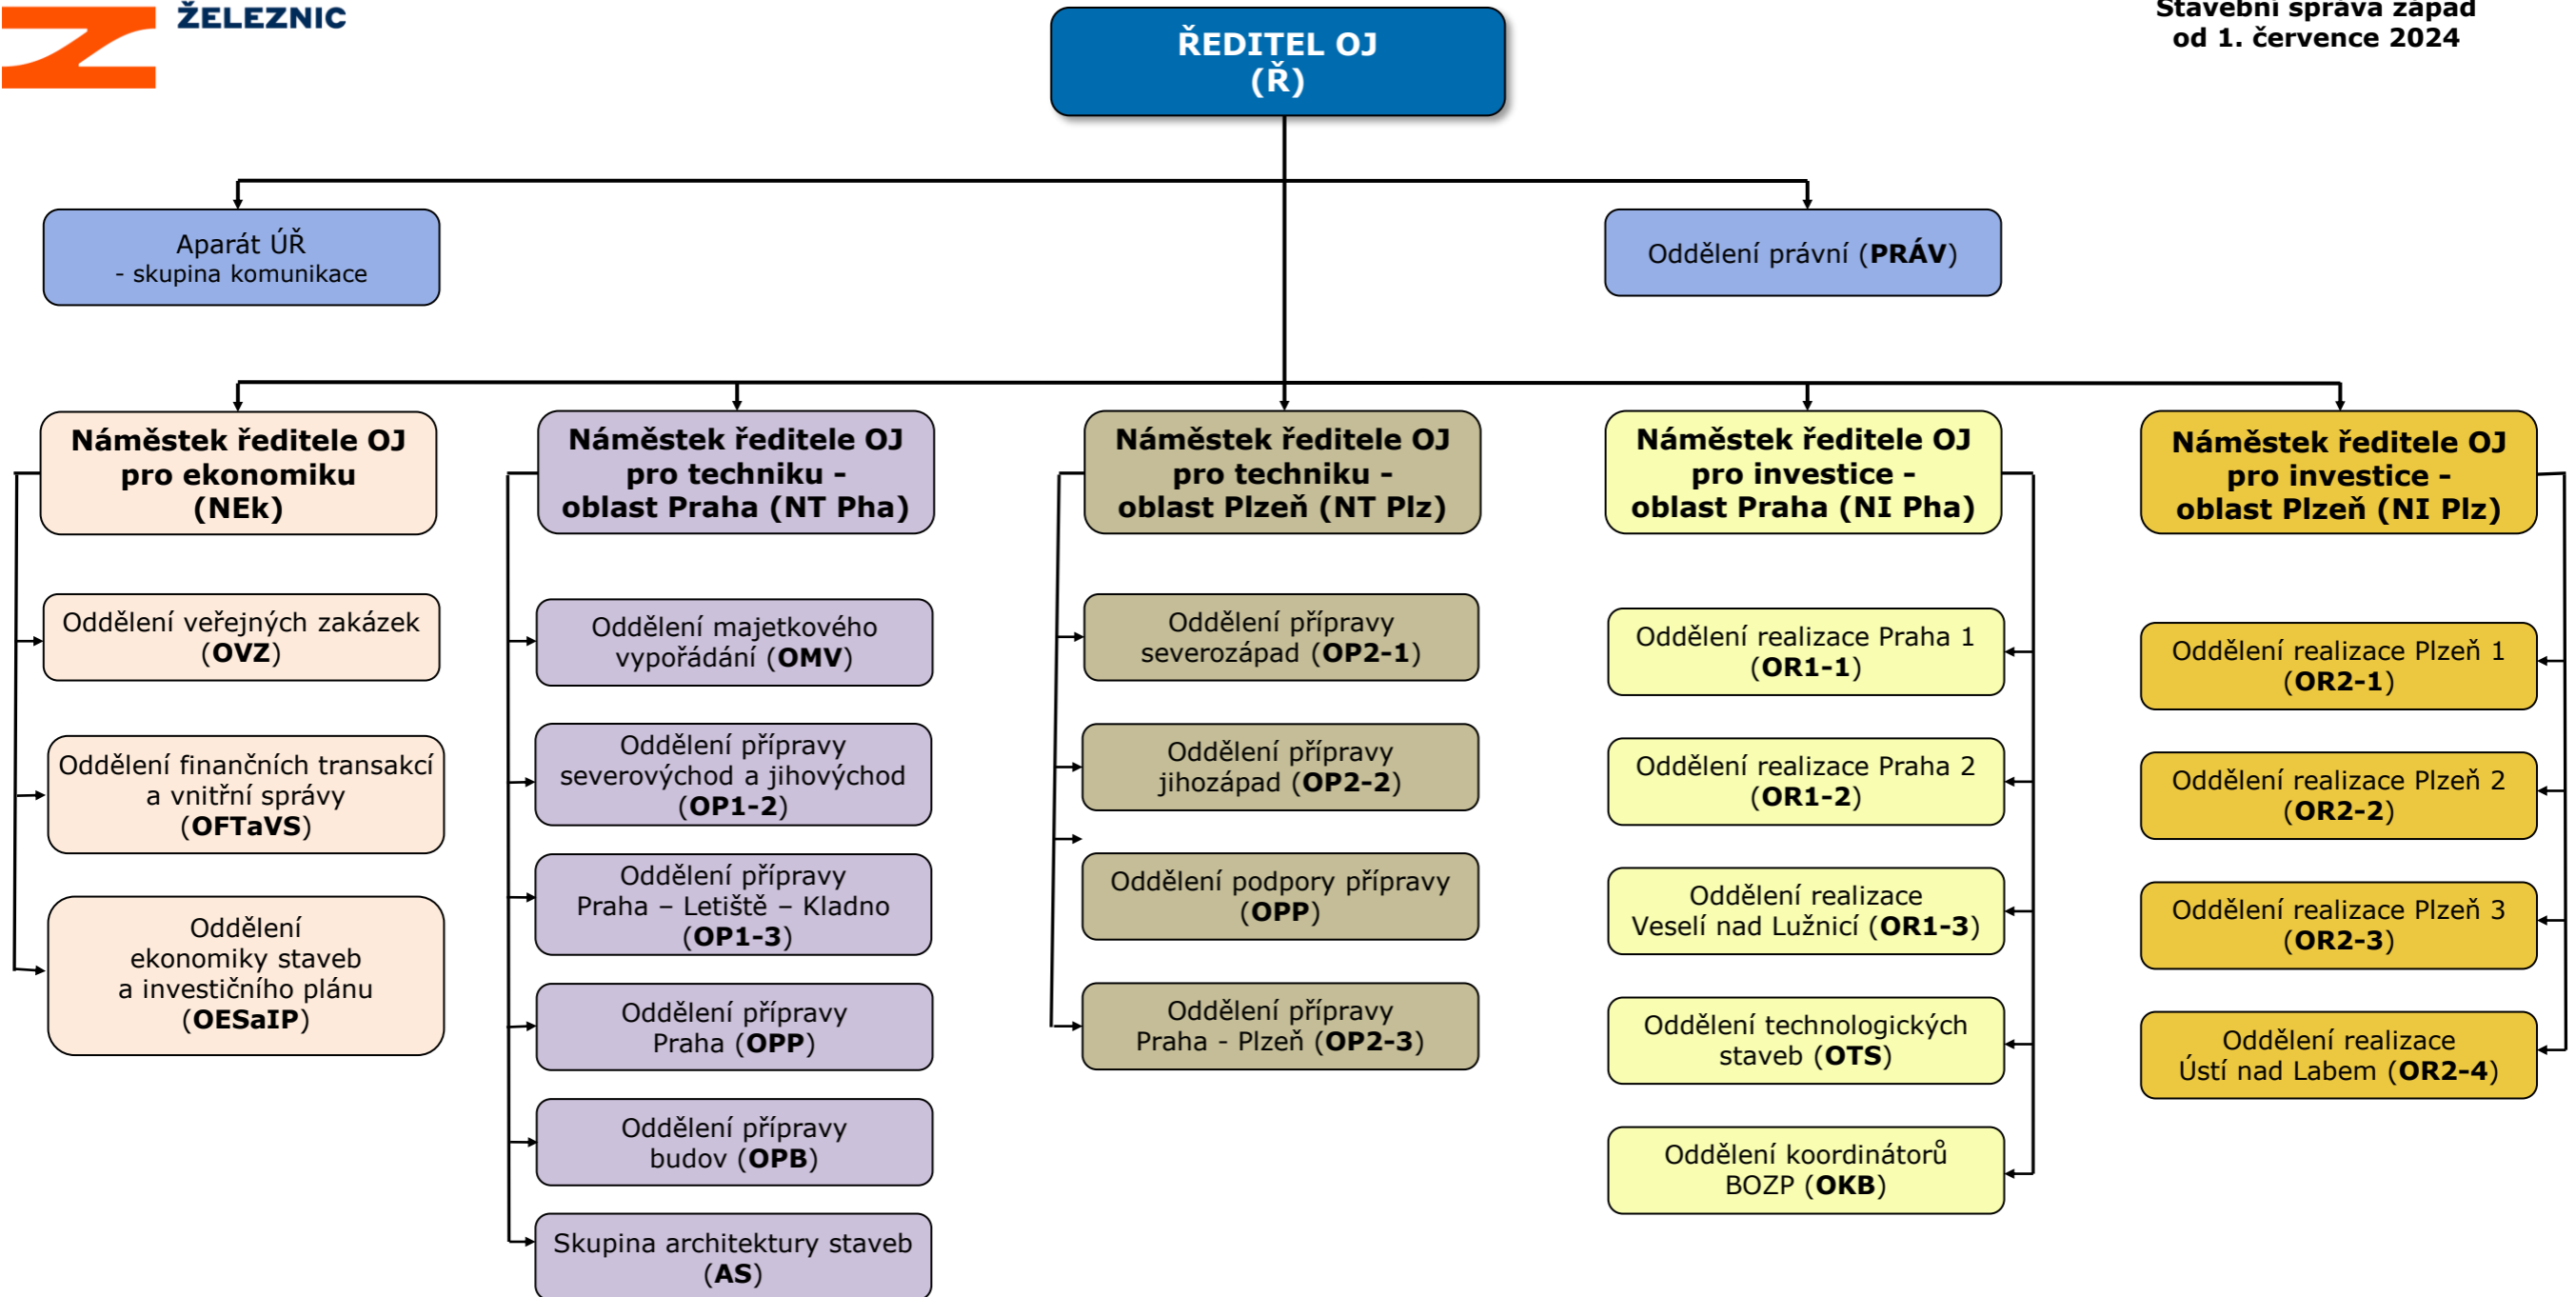 ŽELEZNIC
Stavební správa západ
od 1. července 2024
ŘEDITEL OJ
(Ř)
Aparát ÚŘ
- skupina komunikace
Oddělení právní (PRÁV)
Náměstek ředitele OJ
pro ekonomiku
(NEk)
Oddělení veřejných zakázek
(OVZ)
Oddělení finančních transakcí
a vnitřní správy
(OFTaVS)
Oddělení
ekonomiky staveb
a investičního plánu
(OESaIP)
Náměstek ředitele OJ
pro techniku -
oblast Praha (NT Pha)
Oddělení majetkového
vypořádání (OMV)
Oddělení přípravy
severovýchod a jihovýchod
(OP1-2)
Oddělení přípravy
Praha – Letiště – Kladno
(OP1-3)
Oddělení přípravy
Praha (OPP)
Oddělení přípravy
budov (OPB)
Skupina architektury staveb
(AS)
Náměstek ředitele OJ
pro techniku -
oblast Plzeň (NT Plz)
Oddělení přípravy
severozápad (OP2-1)
Oddělení přípravy
jihozápad (OP2-2)
Oddělení podpory přípravy
(OPP)
Oddělení přípravy
Praha - Plzeň (OP2-3)
Náměstek ředitele OJ
pro investice -
oblast Praha (NI Pha)
Oddělení realizace Praha 1
(OR1-1)
Oddělení realizace Praha 2
(OR1-2)
Oddělení realizace
Veselí nad Lužnicí (OR1-3)
Oddělení technologických
staveb (OTS)
Oddělení koordinátorů
BOZP (OKB)
Náměstek ředitele OJ
pro investice -
oblast Plzeň (NI Plz)
Oddělení realizace Plzeň 1
(OR2-1)
Oddělení realizace Plzeň 2
(OR2-2)
Oddělení realizace Plzeň 3
(OR2-3)
Oddělení realizace
Ústí nad Labem (OR2-4)